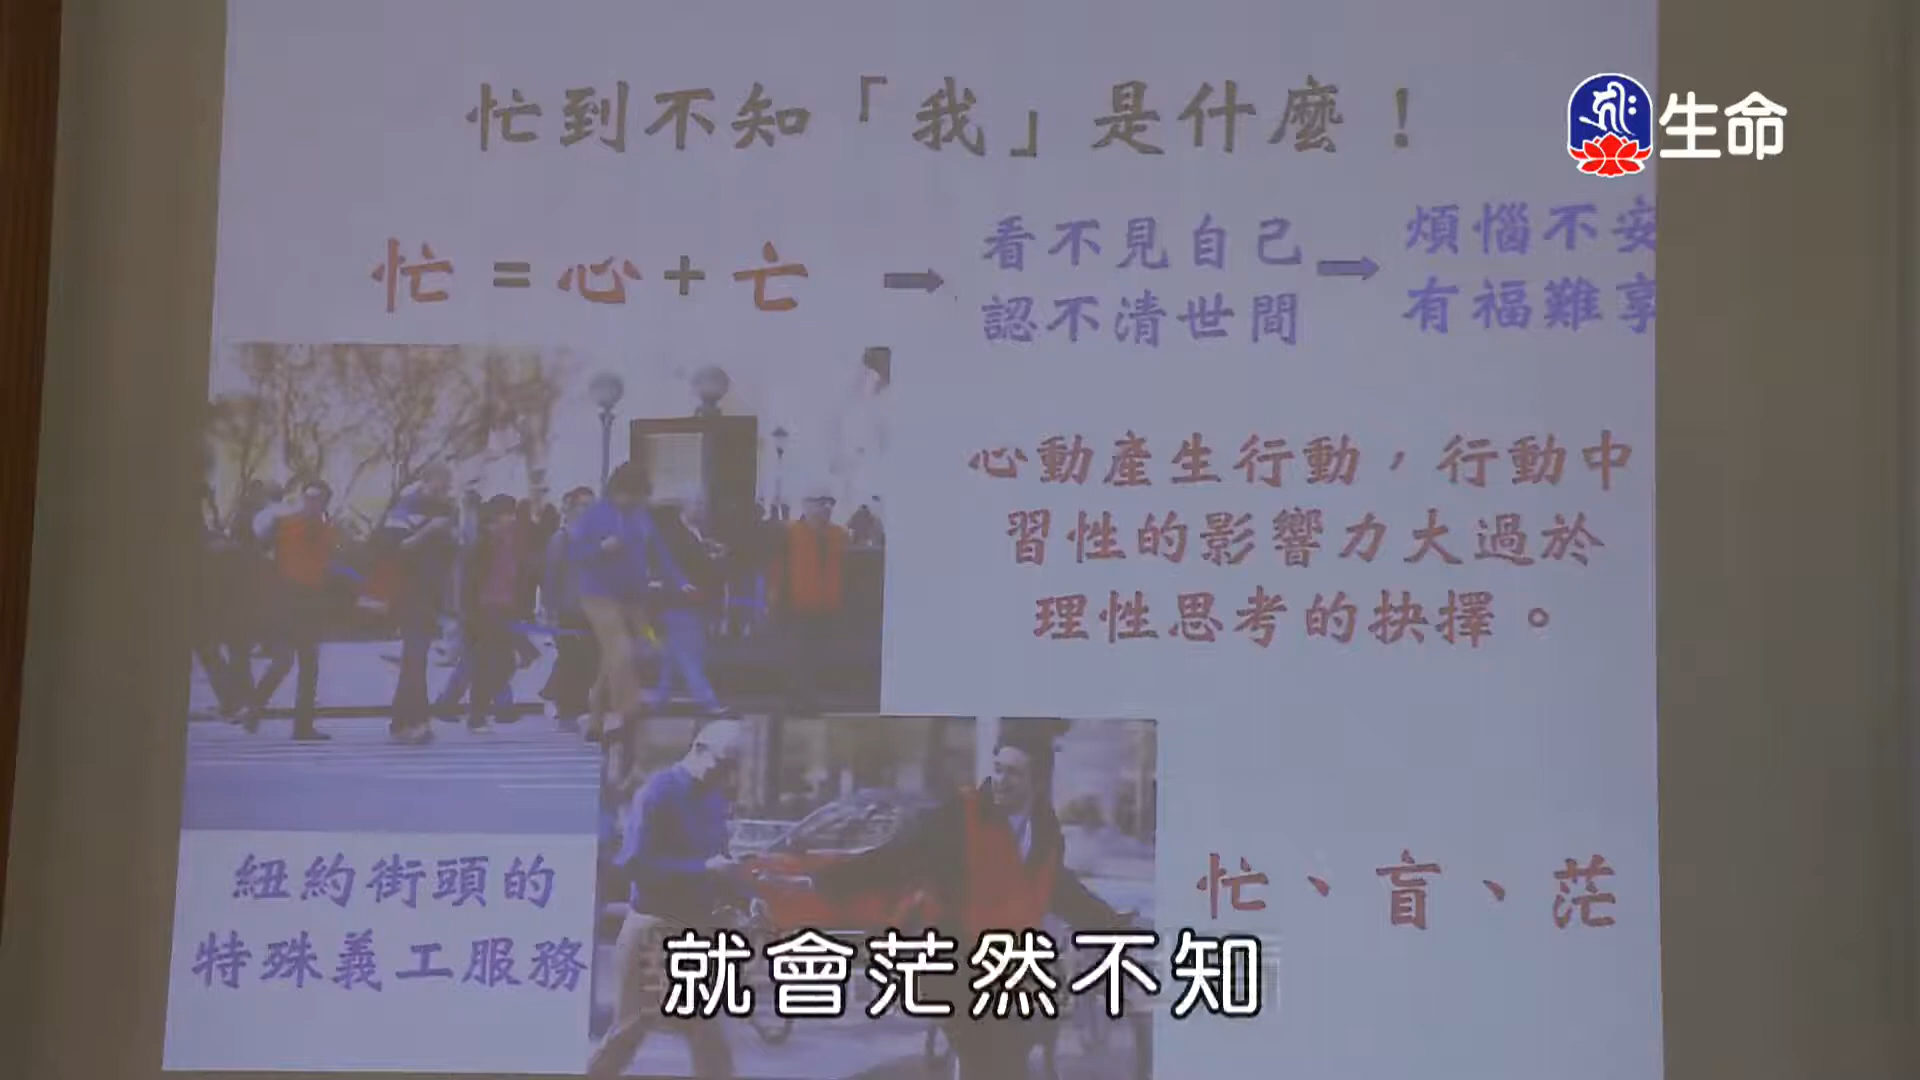 忙到不知「我」是什麼！
生命
忙=心+亡
看不見自己
認不清世間
煩惱不安
有福難享
心動產生行動，行動中
習性的影響力大過於
理性思考的抉擇。
紐約街頭的
特殊義工服務
忙、盲、茫
就會茫然不知